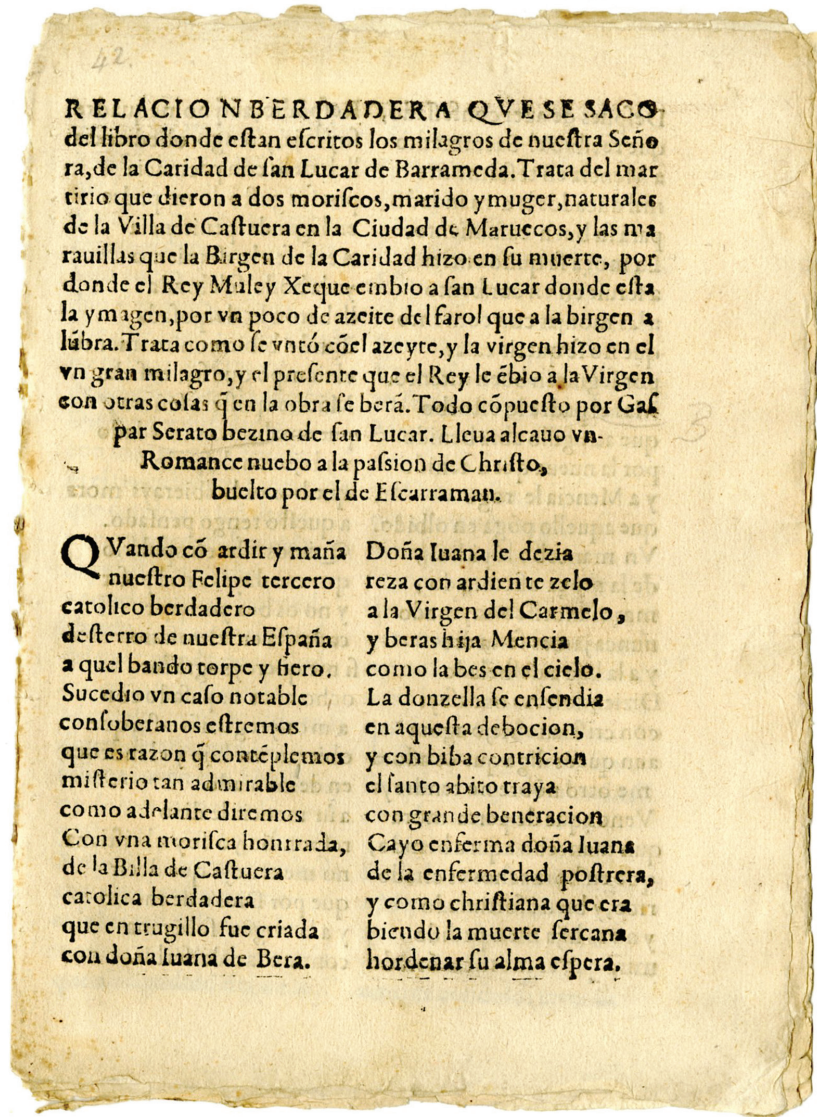 42.
RELACION BERDADERA QVE SE SACO
del libro donde eſtan eſcritos los milagros de nueſtra Seño
ra, de la Caridad de ſan Lucar de Barrameda. Trata del mar
tirio que dieron a dos moriſcos, marido y muger, naturales
de la Villa de Caſtuera en la Ciudad de Maruecos, y las ma
rauillas que la Birgen de la Caridad hizo en ſu muerte, por
donde el Rey Muley Xeque embio a ſan Lucar donde eſta
la ymagen, por vn poco de azeite del farol que a la birgen a
lũbra. Trata como ſe vntó cõel azeyte, y la virgen hizo en el
vn gran milagro, y el preſente que el Rey le ẽbio a la Virgen
con otras coſas q̃ en la obra ſe berá. Todo cõpueſto por Gaſ
par Serato bezino de ſan Lucar. Lleua alcauo vn
Romance nuebo a la paſsion de Chriſto,
buelto por el de Eſcarraman.
QVando cõ ardir y maña
nueſtro Felipe tercero
catolico berdadero
deſterro de nueſtra Eſpaña
a quel bando torpe y fiero.
Sucedio vn caſo notable
conſoberanos eſtremos
que es razon q̃ contẽplemos
miſterio tan admirable
como adelante diremos
Con vna moriſca honrrada,
de la Billa de Caſtuera
catolica berdadera
que en trugillo fue criada
con doña Iuana de Bera.
Doña Iuana le dezia
reza con ardiente zelo
a la Virgen del Carmelo,
y beras hija Mencia
como la bes en el cielo.
La donzella ſe enſendia
en aqueſta debocion,
y con biba contricion
el ſanto abito traya
con grande beneracion
Cayo enferma doña Iuana
de la enfermedad poſtrera,
y como chriſtiana que era
biendo la muerte ſercana
hordenar ſu alma eſpera.